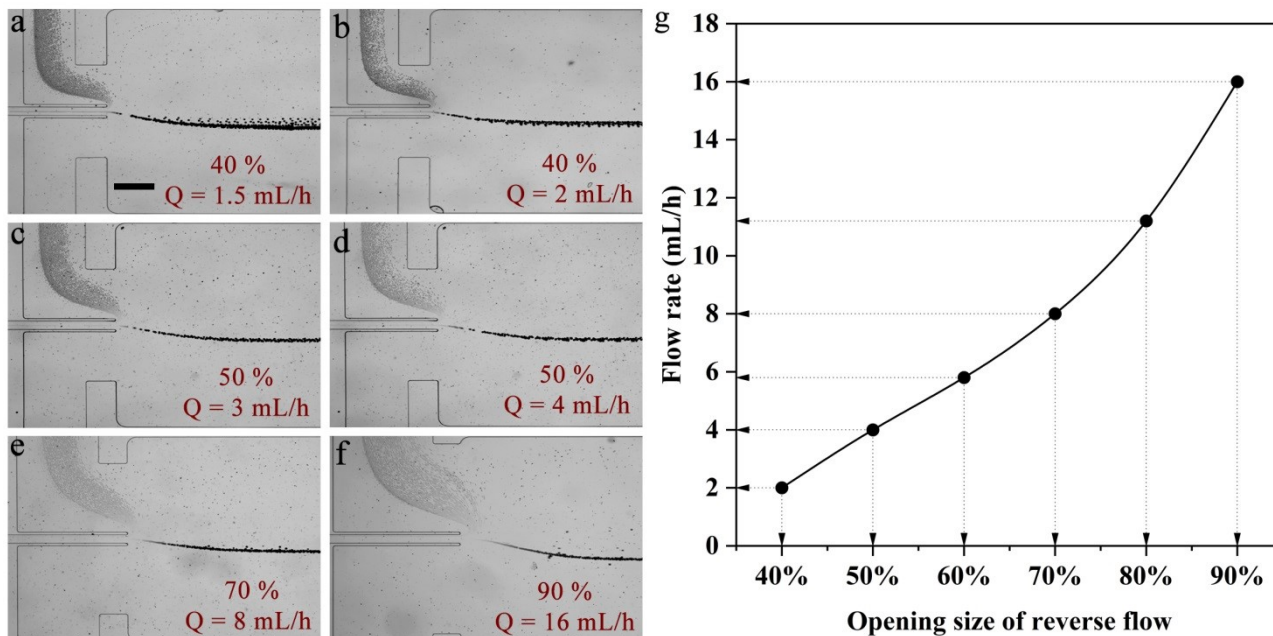 a
40 %
Q = 1.5 mL/h
b
40 %
Q = 2 mL/h
c
50 %
Q = 3 mL/h
d
50 %
Q = 4 mL/h
e
70 %
Q = 8 mL/h
f
90 %
Q = 16 mL/h
g
Flow rate (mL/h)
18
16
14
12
10
8
6
4
2
0
40% 50% 60% 70% 80% 90%
Opening size of reverse flow